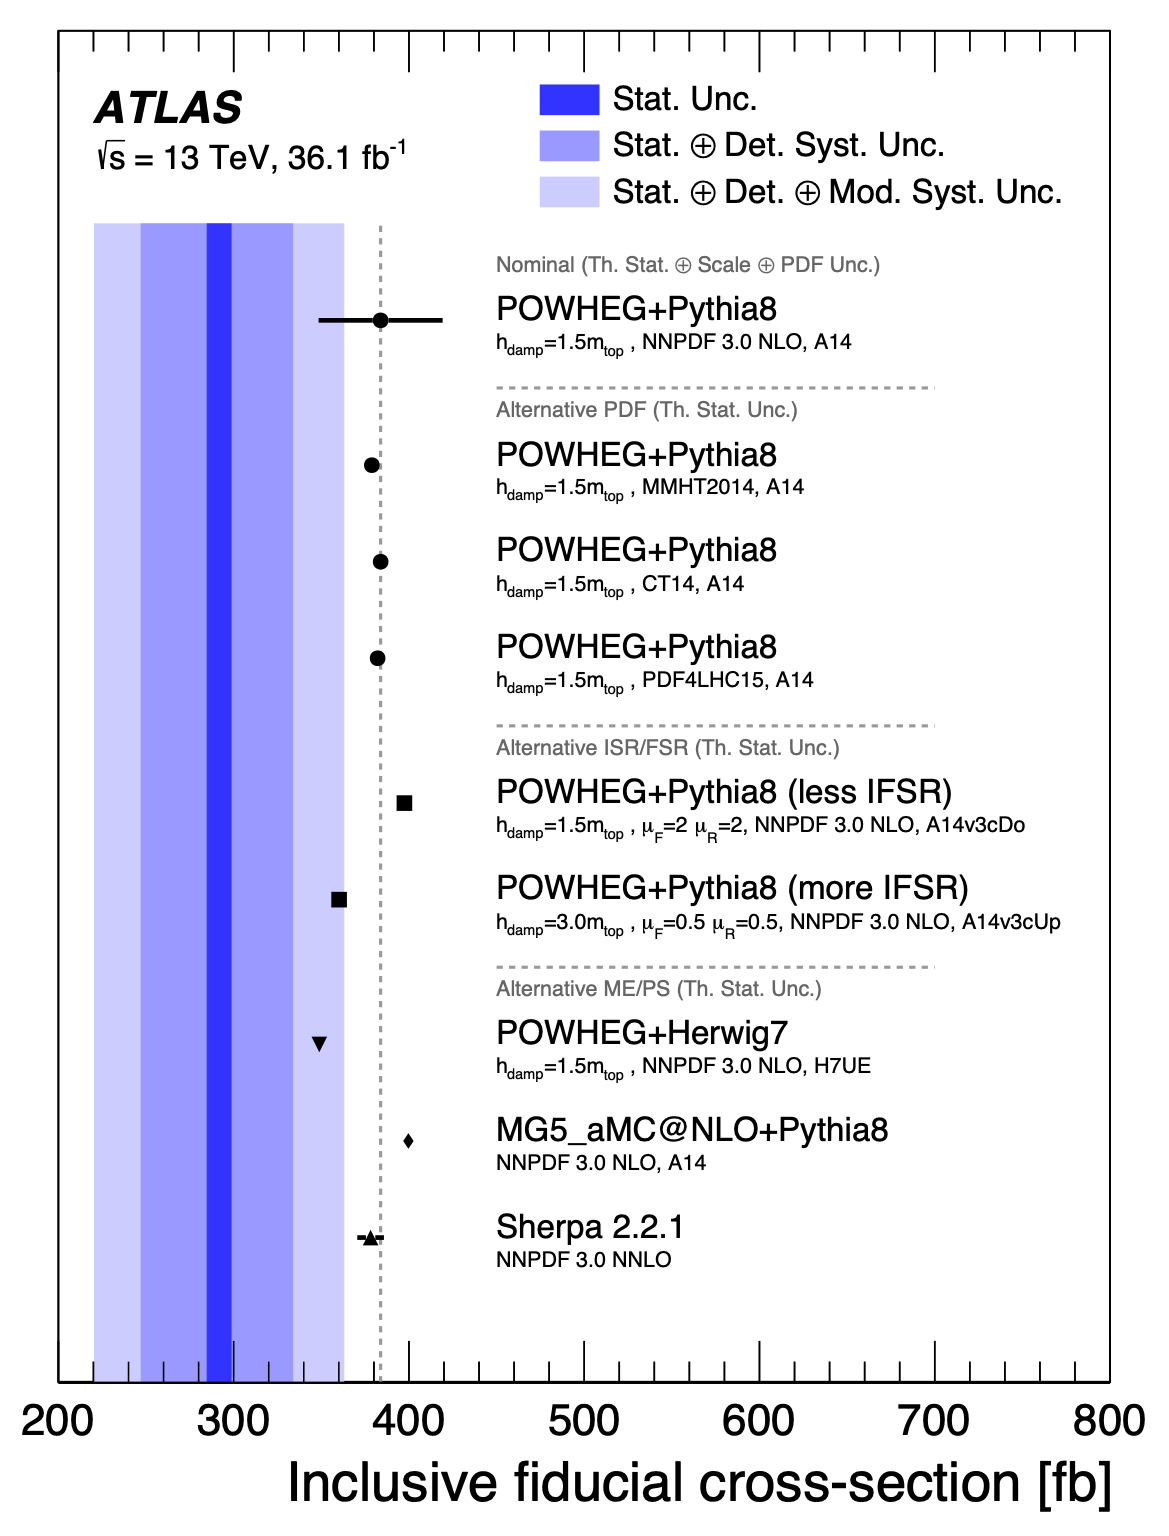 ATLAS
√s = 13 TeV, 36.1 fb-1
Stat. Unc.
Stat. ⊕ Det. Syst. Unc.
Stat. ⊕ Det. ⊕ Mod. Syst. Unc.
Nominal (Th. Stat. ⊕ Scale ⊕ PDF Unc.)
POWHEG+Pythia8
hdamp=1.5mtop , NNPDF 3.0 NLO, A14
Alternative PDF (Th. Stat. Unc.)
POWHEG+Pythia8
hdamp=1.5mtop , MMHT2014, A14
POWHEG+Pythia8
hdamp=1.5mtop , CT14, A14
POWHEG+Pythia8
hdamp=1.5mtop , PDF4LHC15, A14
Alternative ISR/FSR (Th. Stat. Unc.)
POWHEG+Pythia8 (less IFSR)
hdamp=1.5mtop , μF=2 μR=2, NNPDF 3.0 NLO, A14v3cDo
POWHEG+Pythia8 (more IFSR)
hdamp=3.0mtop , μF=0.5 μR=0.5, NNPDF 3.0 NLO, A14v3cUp
Alternative ME/PS (Th. Stat. Unc.)
POWHEG+Herwig7
hdamp=1.5mtop , NNPDF 3.0 NLO, H7UE
MG5_aMC@NLO+Pythia8
NNPDF 3.0 NLO, A14
Sherpa 2.2.1
NNPDF 3.0 NNLO
200 300 400 500 600 700 800
Inclusive fiducial cross-section [fb]